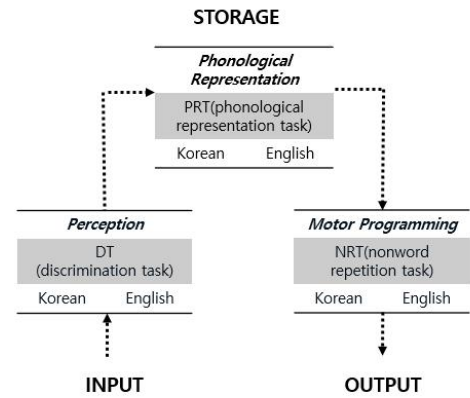 STORAGE
Phonological
Representation
PRT(phonological
representation task)
Korean English
Perception
DT
(discrimination task)
Korean English
Motor Programming
NRT(nonword
repetition task)
Korean English
INPUT
OUTPUT